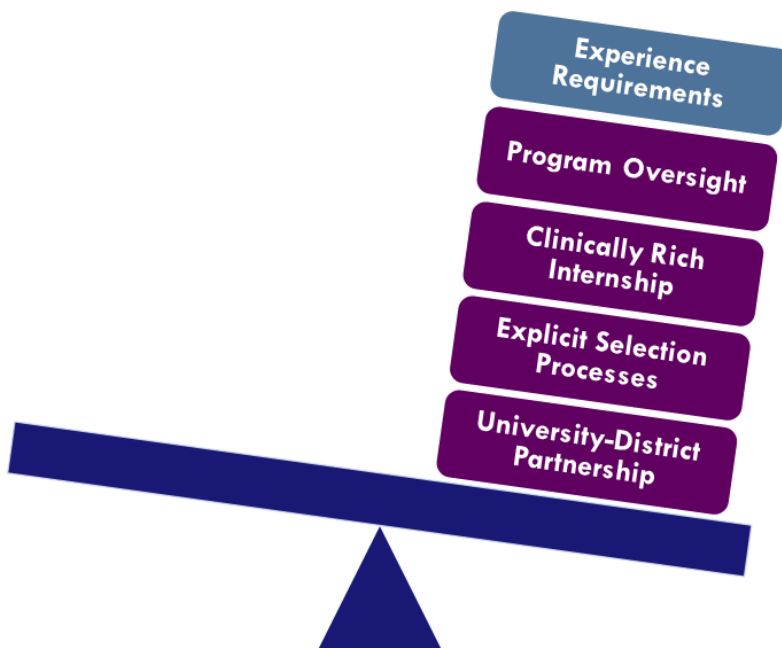 Experience
Requirements
Program Oversight
Clinically Rich
Internship
Explicit Selection
Processes
University-District
Partnership